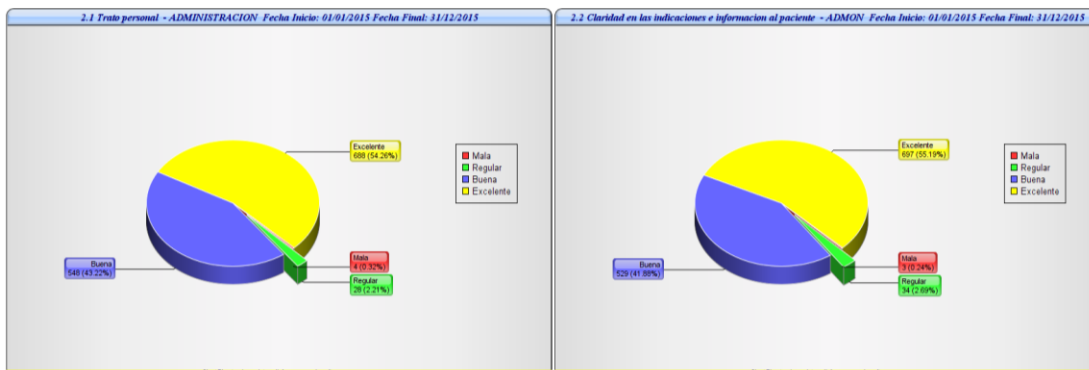 2.1 Trato personal - ADMINISTRACION Fecha Inicio: 01/01/2015 Fecha Final: 31/12/2015
Excelente
688 (54.26%)
Mala
Regular
Buena
Excelente
Buena
548 (43.22%)
Mala
4 (0.32%)
Regular
28 (2.21%)
2.2 Claridad en las indicaciones e informacion al paciente - ADMON Fecha Inicio: 01/01/2015 Fecha Final: 31/12/2015
Excelente
697 (55.19%)
Mala
Regular
Buena
Excelente
Buena
529 (41.88%)
Mala
3 (0.24%)
Regular
34 (2.69%)